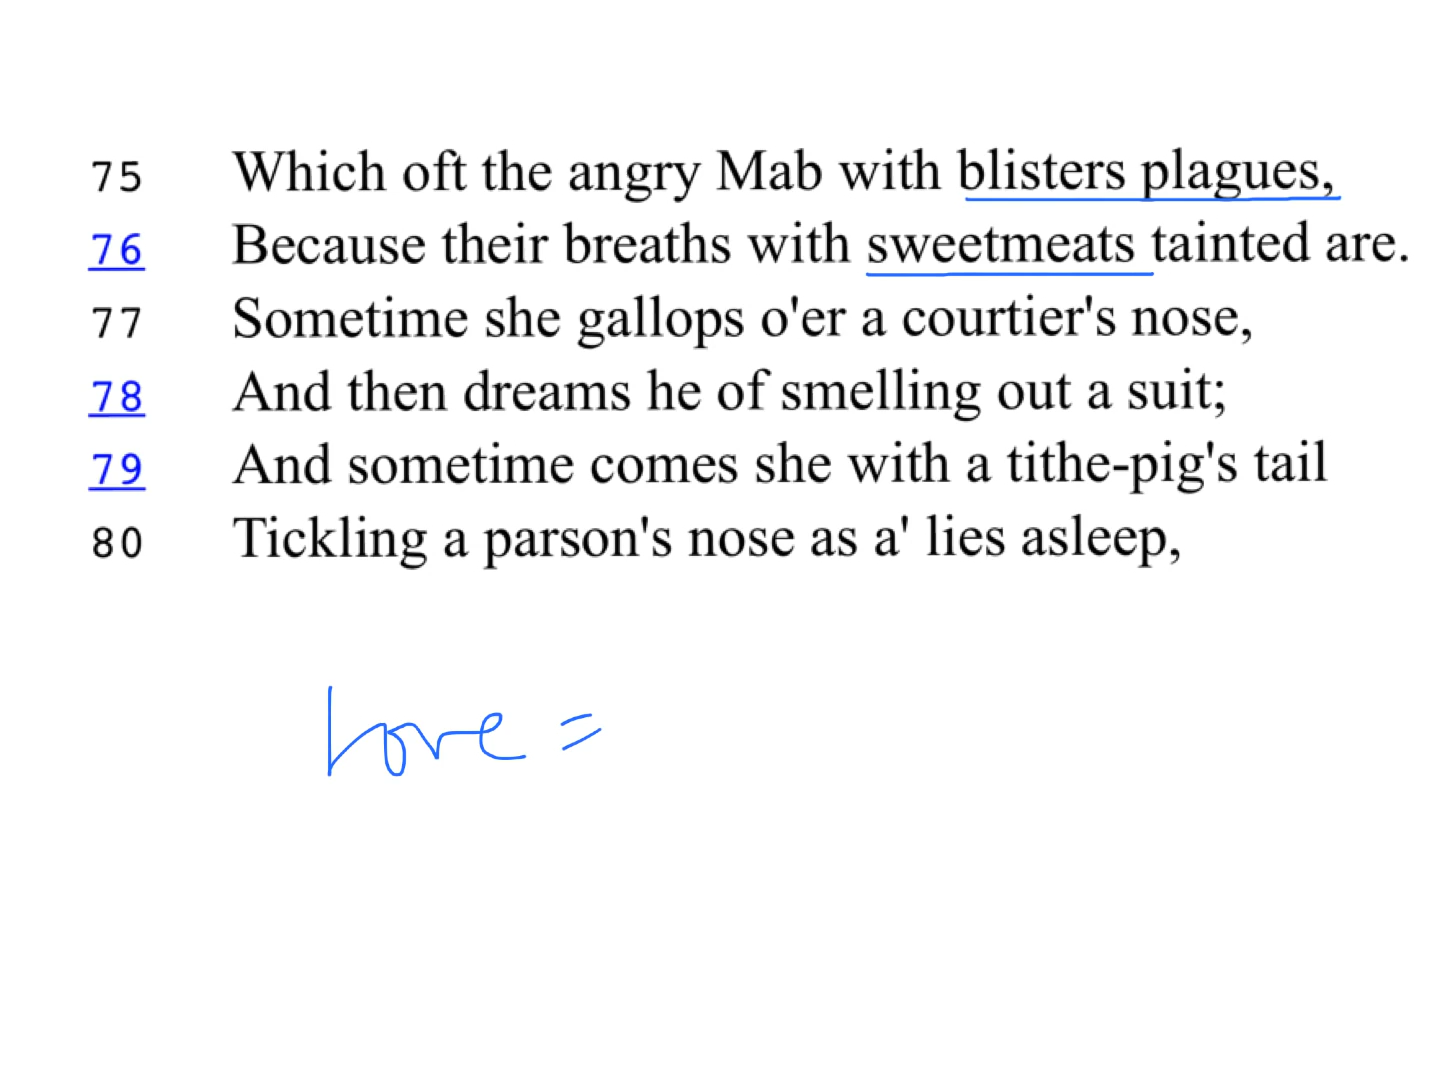 75 Which oft the angry Mab with blisters plagues,
76 Because their breaths with sweetmeats tainted are.
77 Sometime she gallops o'er a courtier's nose,
78 And then dreams he of smelling out a suit;
79 And sometime comes she with a tithe-pig's tail
80 Tickling a parson's nose as a' lies asleep,
Love =